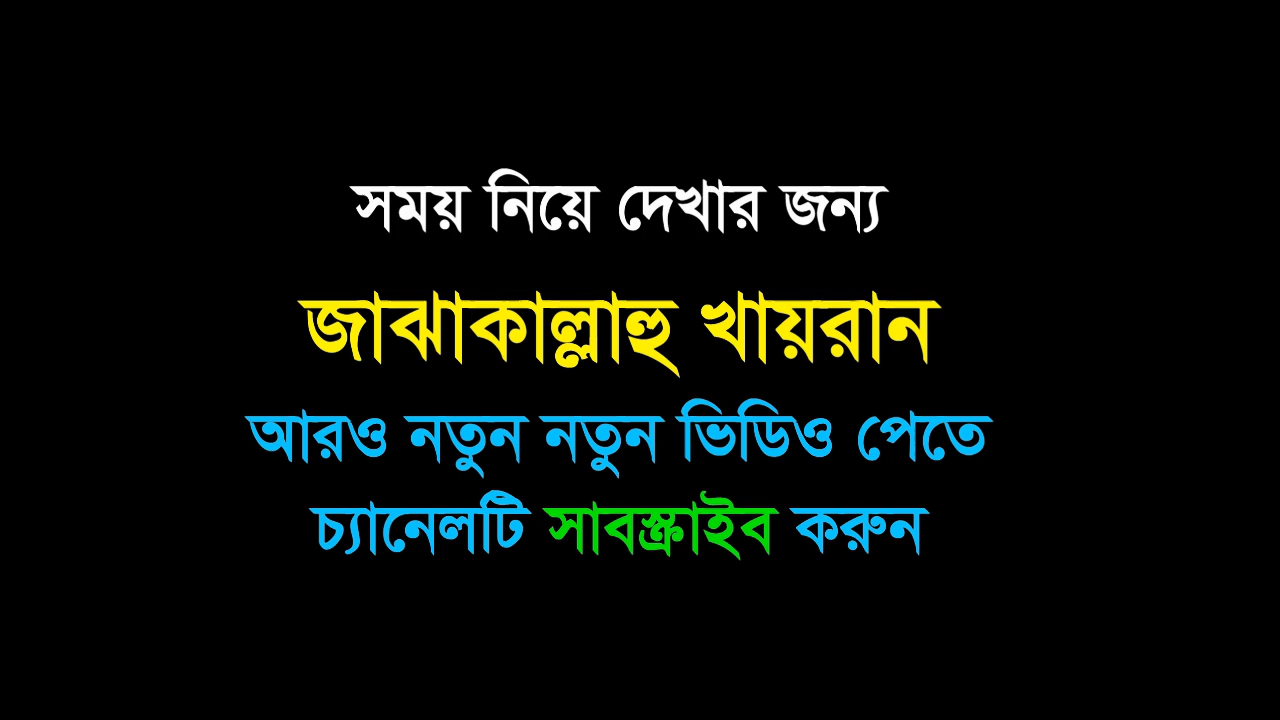 সময় নিয়ে দেখার জন্য
জাঝাকাল্লাহু খায়রান
আরও নতুন নতুন ভিডিও পেতে
চ্যানেলটি সাবস্ক্রাইব করুন